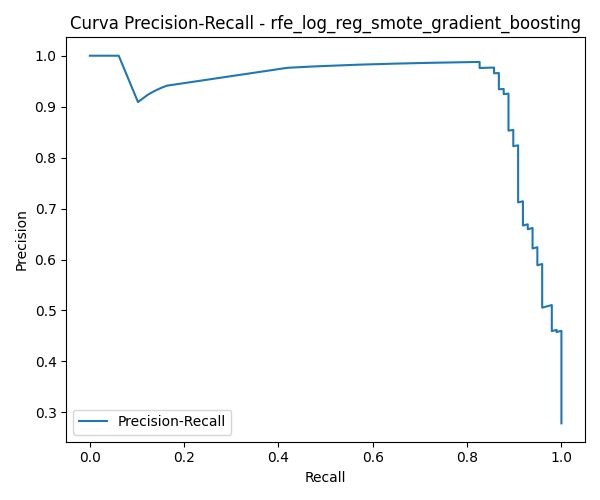 Curva Precision-Recall - rfe_log_reg_smote_gradient_boosting
1.0
0.9
0.8
0.7
0.6
0.5
0.4
0.3
Precision
Precision-Recall
0.0 0.2 0.4 0.6 0.8 1.0
Recall